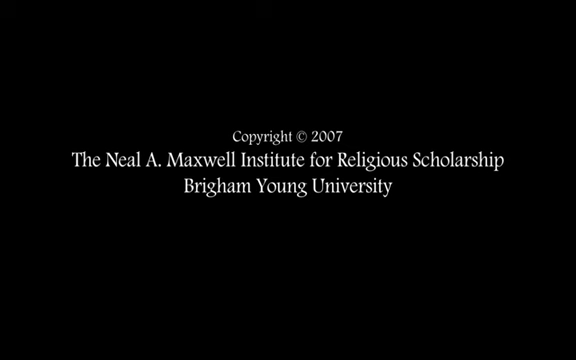 Copyright © 2007
The Neal A. Maxwell Institute for Religious Scholarship
Brigham Young University